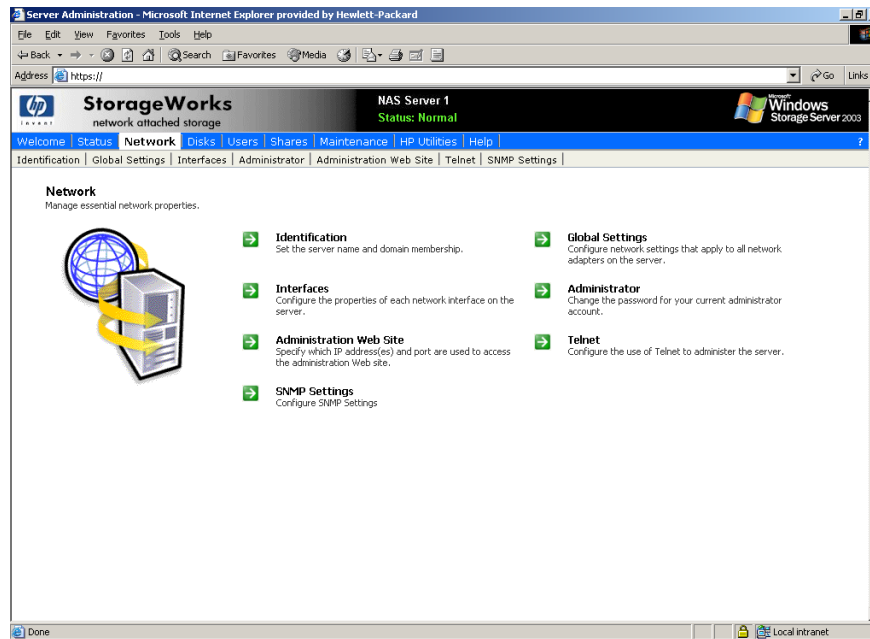 Server Administration - Microsoft Internet Explorer provided by Hewlett-Packard
File Edit View Favorites Tools Help
Back Search Favorites Media
Address https:// Go Links
hp invent
StorageWorks
network attached storage
NAS Server 1
Status: Normal
Microsoft
Windows
Storage Server 2003
Welcome Status Network Disks Users Shares Maintenance HP Utilities Help ?
Identification Global Settings Interfaces Administrator Administration Web Site Telnet SNMP Settings
Network
Manage essential network properties.
Identification
Set the server name and domain membership.
Global Settings
Configure network settings that apply to all network
adapters on the server.
Interfaces
Configure the properties of each network interface on the
server.
Administrator
Change the password for your current administrator
account.
Administration Web Site
Specify which IP address(es) and port are used to access
the administration Web site.
Telnet
Configure the use of Telnet to administer the server.
SNMP Settings
Configure SNMP Settings
Done Local intranet